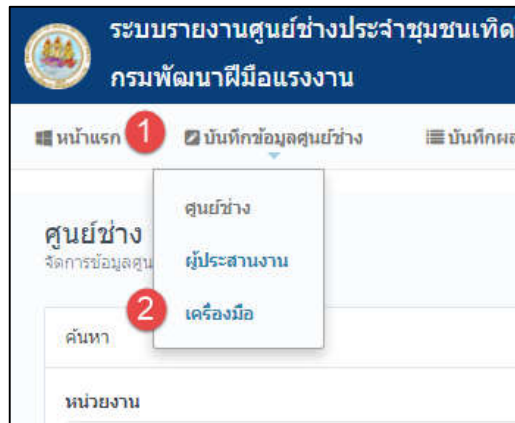 ระบบรายงานศูนย์ช่างประจำชุมชนเทิด
กรมพัฒนาฝีมือแรงงาน
หน้าแรก 1 บันทึกข้อมูลศูนย์ช่าง บันทึกผล
ศูนย์ช่าง
ศูนย์ช่าง
จัดการข้อมูลศูน
ผู้ประสานงาน
2 เครื่องมือ
ค้นหา
หน่วยงาน